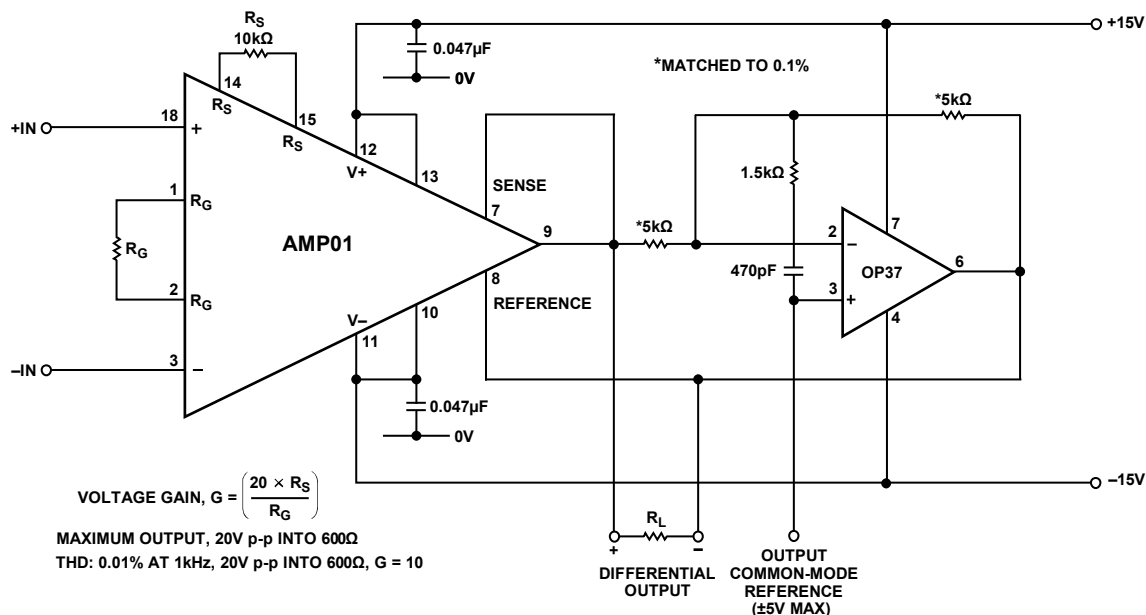 RS
10kΩ
14
RS
15
RS
0.047µF
0V
+15V
*MATCHED TO 0.1%
*5kΩ
18
+IN
+
12
V+
13
1.5kΩ
SENSE
1
RG
7
AMP01
9
*5kΩ
2
−
7
RG
470pF
OP37
6
8
3
+
2
RG
REFERENCE
4
V–
10
11
–IN
3
−
0.047µF
0V
–15V
VOLTAGE GAIN, G = (20 × RS / RG)
MAXIMUM OUTPUT, 20V p-p INTO 600Ω
THD: 0.01% AT 1kHz, 20V p-p INTO 600Ω, G = 10
RL
+
–
DIFFERENTIAL
OUTPUT
OUTPUT
COMMON-MODE
REFERENCE
(±5V MAX)